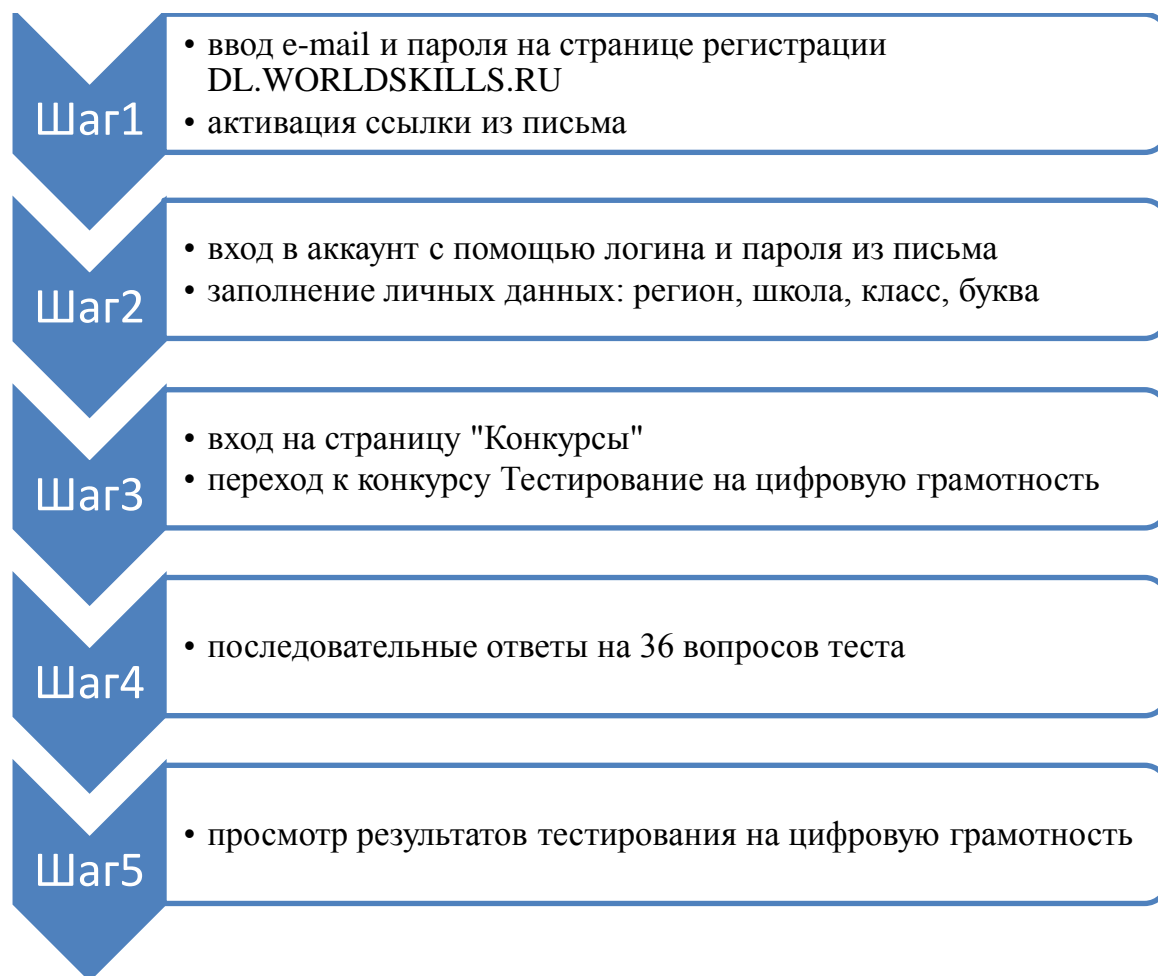 Шаг1
• ввод e-mail и пароля на странице регистрации
DL.WORLDSKILLS.RU
• активация ссылки из письма
Шаг2
• вход в аккаунт с помощью логина и пароля из письма
• заполнение личных данных: регион, школа, класс, буква
Шаг3
• вход на страницу "Конкурсы"
• переход к конкурсу Тестирование на цифровую грамотность
Шаг4
• последовательные ответы на 36 вопросов теста
Шаг5
• просмотр результатов тестирования на цифровую грамотность